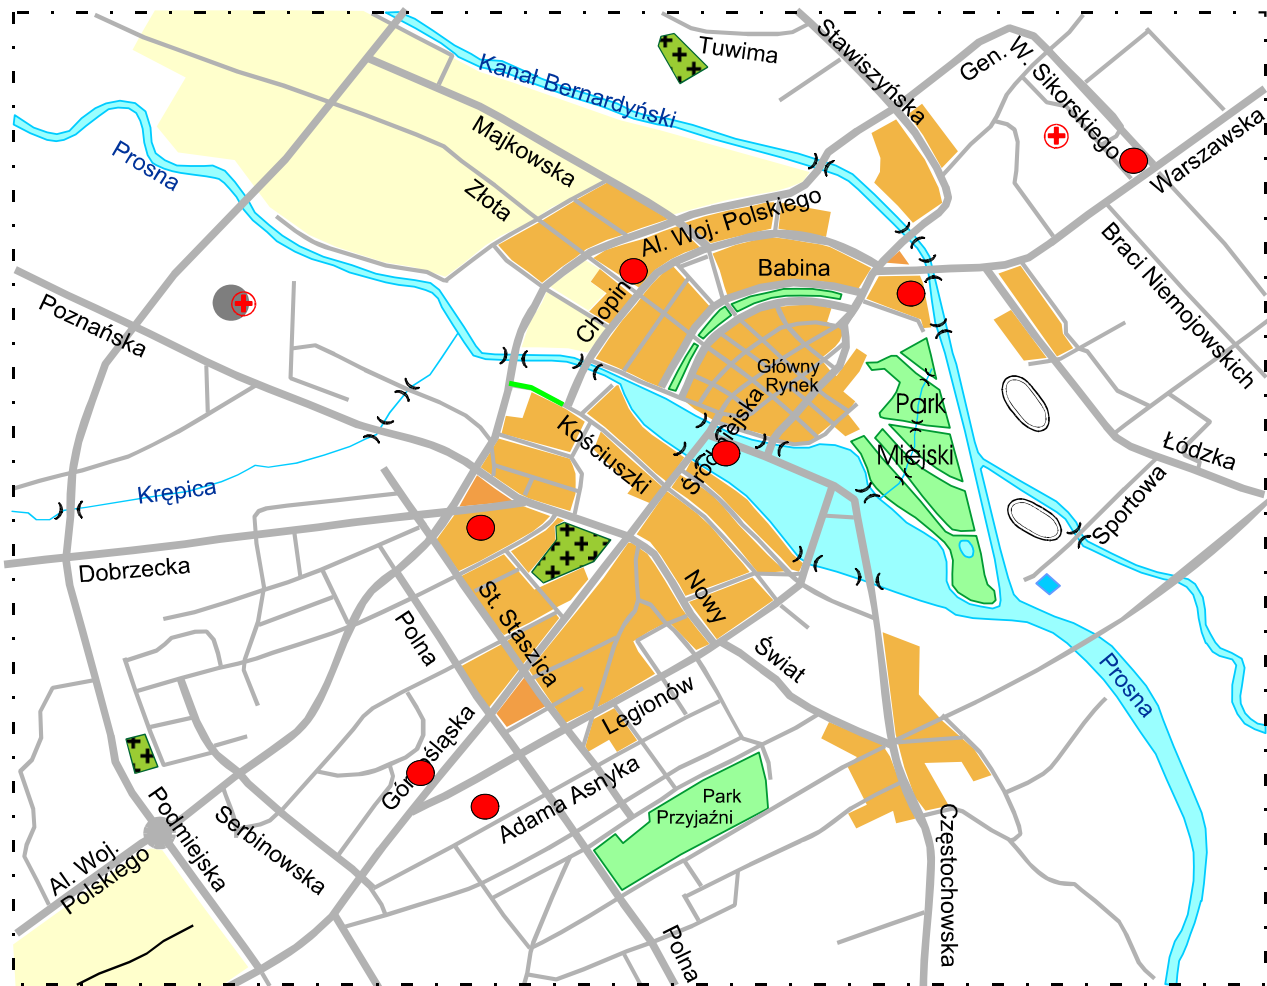 Tuwima
Stawiszyńska
Gen. W. Sikorskiego
Kanał Bernardyński
Warszawska
Majkowska
Prosna
Złota
Al. Woj. Polskiego
Braci Niemojowskich
Babina
Chopin
Poznańska
Główny
Rynek
Park
Miejski
Śródmiejska
Kościuszki
Łódzka
Krępica
Sportowa
Dobrzecka
Nowy
Świat
St. Staszica
Polna
Prosna
Legionów
Górnośląska
Adama Asnyka
Park
Przyjaźni
Podmiejska
Serbinowska
Al. Woj.
Polskiego
Częstochowska
Polna